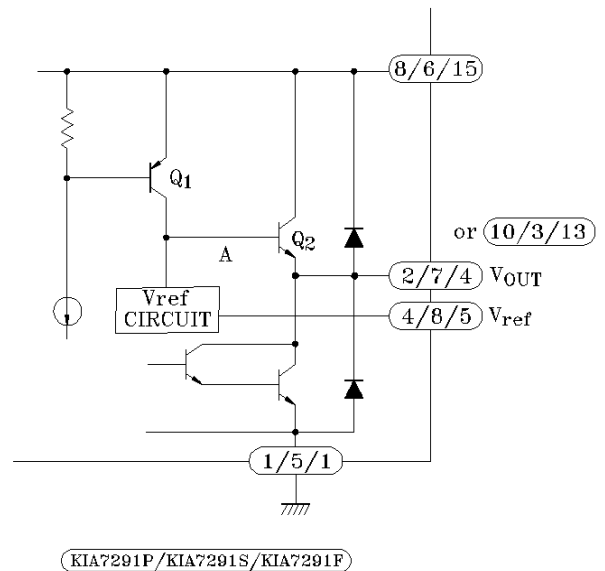 8/6/15
Q1
Q2
A
or 10/3/13
2/7/4 VOUT
Vref
CIRCUIT
4/8/5 Vref
1/5/1
KIA7291P/KIA7291S/KIA7291F